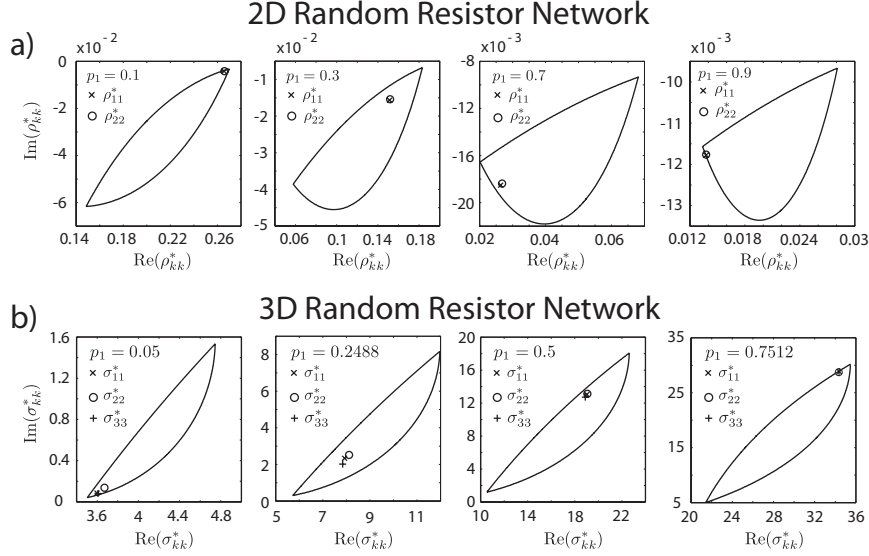 2D Random Resistor Network
a)
x10⁻²
0
-2
-4
-6
0.14 0.18 0.22 0.26
p₁ = 0.1
× ρ*₁₁
○ ρ*₂₂
Im(ρ*ₖₖ)
Re(ρ*ₖₖ)
x10⁻²
-1
-2
-3
-4
-5
0.06 0.1 0.14 0.18
p₁ = 0.3
× ρ*₁₁
○ ρ*₂₂
Re(ρ*ₖₖ)
x10⁻³
-8
-12
-16
-20
0.02 0.04 0.06
p₁ = 0.7
× ρ*₁₁
○ ρ*₂₂
Re(ρ*ₖₖ)
x10⁻³
-10
-11
-12
-13
0.012 0.018 0.024 0.03
p₁ = 0.9
× ρ*₁₁
○ ρ*₂₂
Re(ρ*ₖₖ)
3D Random Resistor Network
b)
1.6
1.2
0.8
0.4
0
3.6 4 4.4 4.8
p₁ = 0.05
× σ*₁₁
○ σ*₂₂
+ σ*₃₃
Im(σ*ₖₖ)
Re(σ*ₖₖ)
8
6
4
2
0
5 7 9 11
p₁ = 0.2488
× σ*₁₁
○ σ*₂₂
+ σ*₃₃
Re(σ*ₖₖ)
20
16
12
8
4
0
10 14 18 22
p₁ = 0.5
× σ*₁₁
○ σ*₂₂
+ σ*₃₃
Re(σ*ₖₖ)
35
25
15
5
20 24 28 32 36
p₁ = 0.7512
× σ*₁₁
○ σ*₂₂
+ σ*₃₃
Re(σ*ₖₖ)